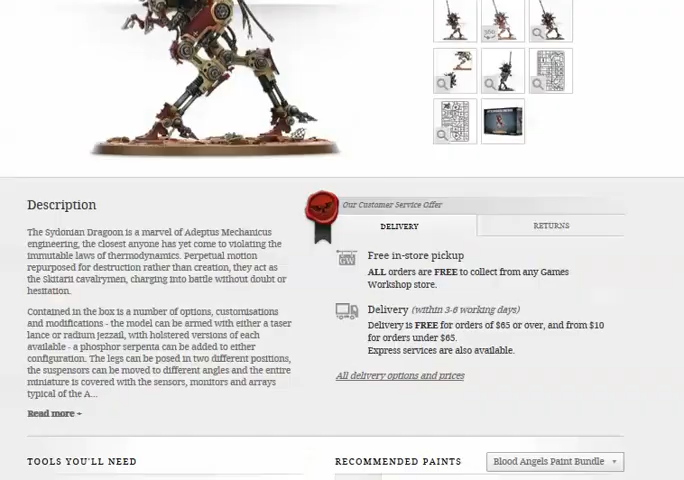 Description
The Sydonian Dragoon is a marvel of Adeptus Mechanicus
engineering, the closest anyone has yet come to violating the
immutable laws of thermodynamics. Perpetual motion
repurposed for destruction rather than creation, they act as
the Skitarii cavalrymen, charging into battle without doubt or
hesitation.
Contained in the box is a number of options, customisations
and modifications - the model can be armed with either a taser
lance or radium jezzail, with holstered versions of each
available - a phosphor serpenta can be added to either
configuration. The legs can be posed in two different positions,
the suspensors can be moved to different angles and the entire
miniature is covered with the sensors, monitors and arrays
typical of the A...
Read more +
Our Customer Service Offer
DELIVERY
RETURNS
Free in-store pickup
ALL orders are FREE to collect from any Games
Workshop store.
Delivery (within 3-6 working days)
Delivery is FREE for orders of $65 or over, and from $10
for orders under $65.
Express services are also available.
All delivery options and prices
TOOLS YOU'LL NEED
RECOMMENDED PAINTS
Blood Angels Paint Bundle